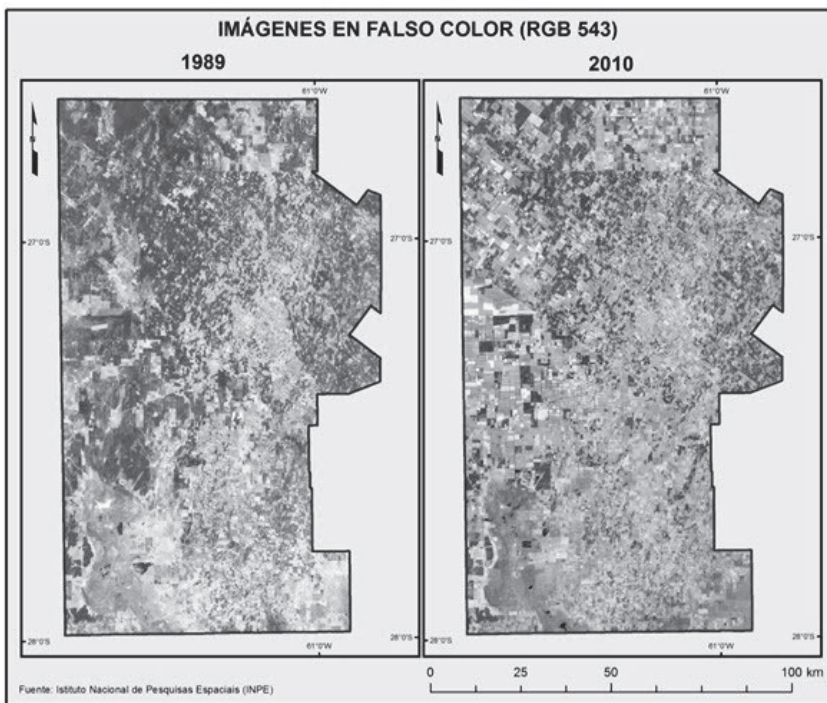 IMÁGENES EN FALSO COLOR (RGB 543)
1989
2010
61°0'W
61°0'W
N
N
27°0'S
27°0'S
27°0'S
27°0'S
28°0'S
28°0'S
28°0'S
61°0'W
61°0'W
Fuente: Istituto Nacional de Pesquisas Espaciais (INPE)
0 25 50 100 km